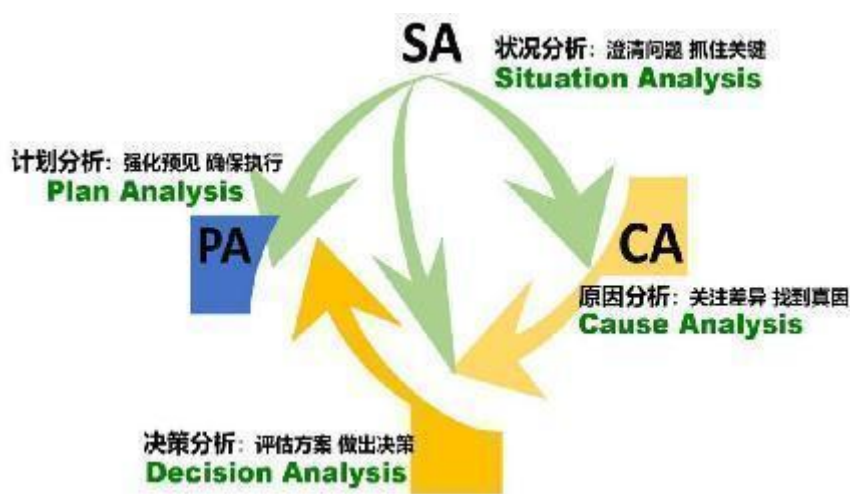 SA
状况分析：澄清问题 抓住关键
Situation Analysis
计划分析：强化预见 确保执行
Plan Analysis
PA
CA
原因分析：关注差异 找到真因
Cause Analysis
决策分析：评估方案 做出决策
Decision Analysis